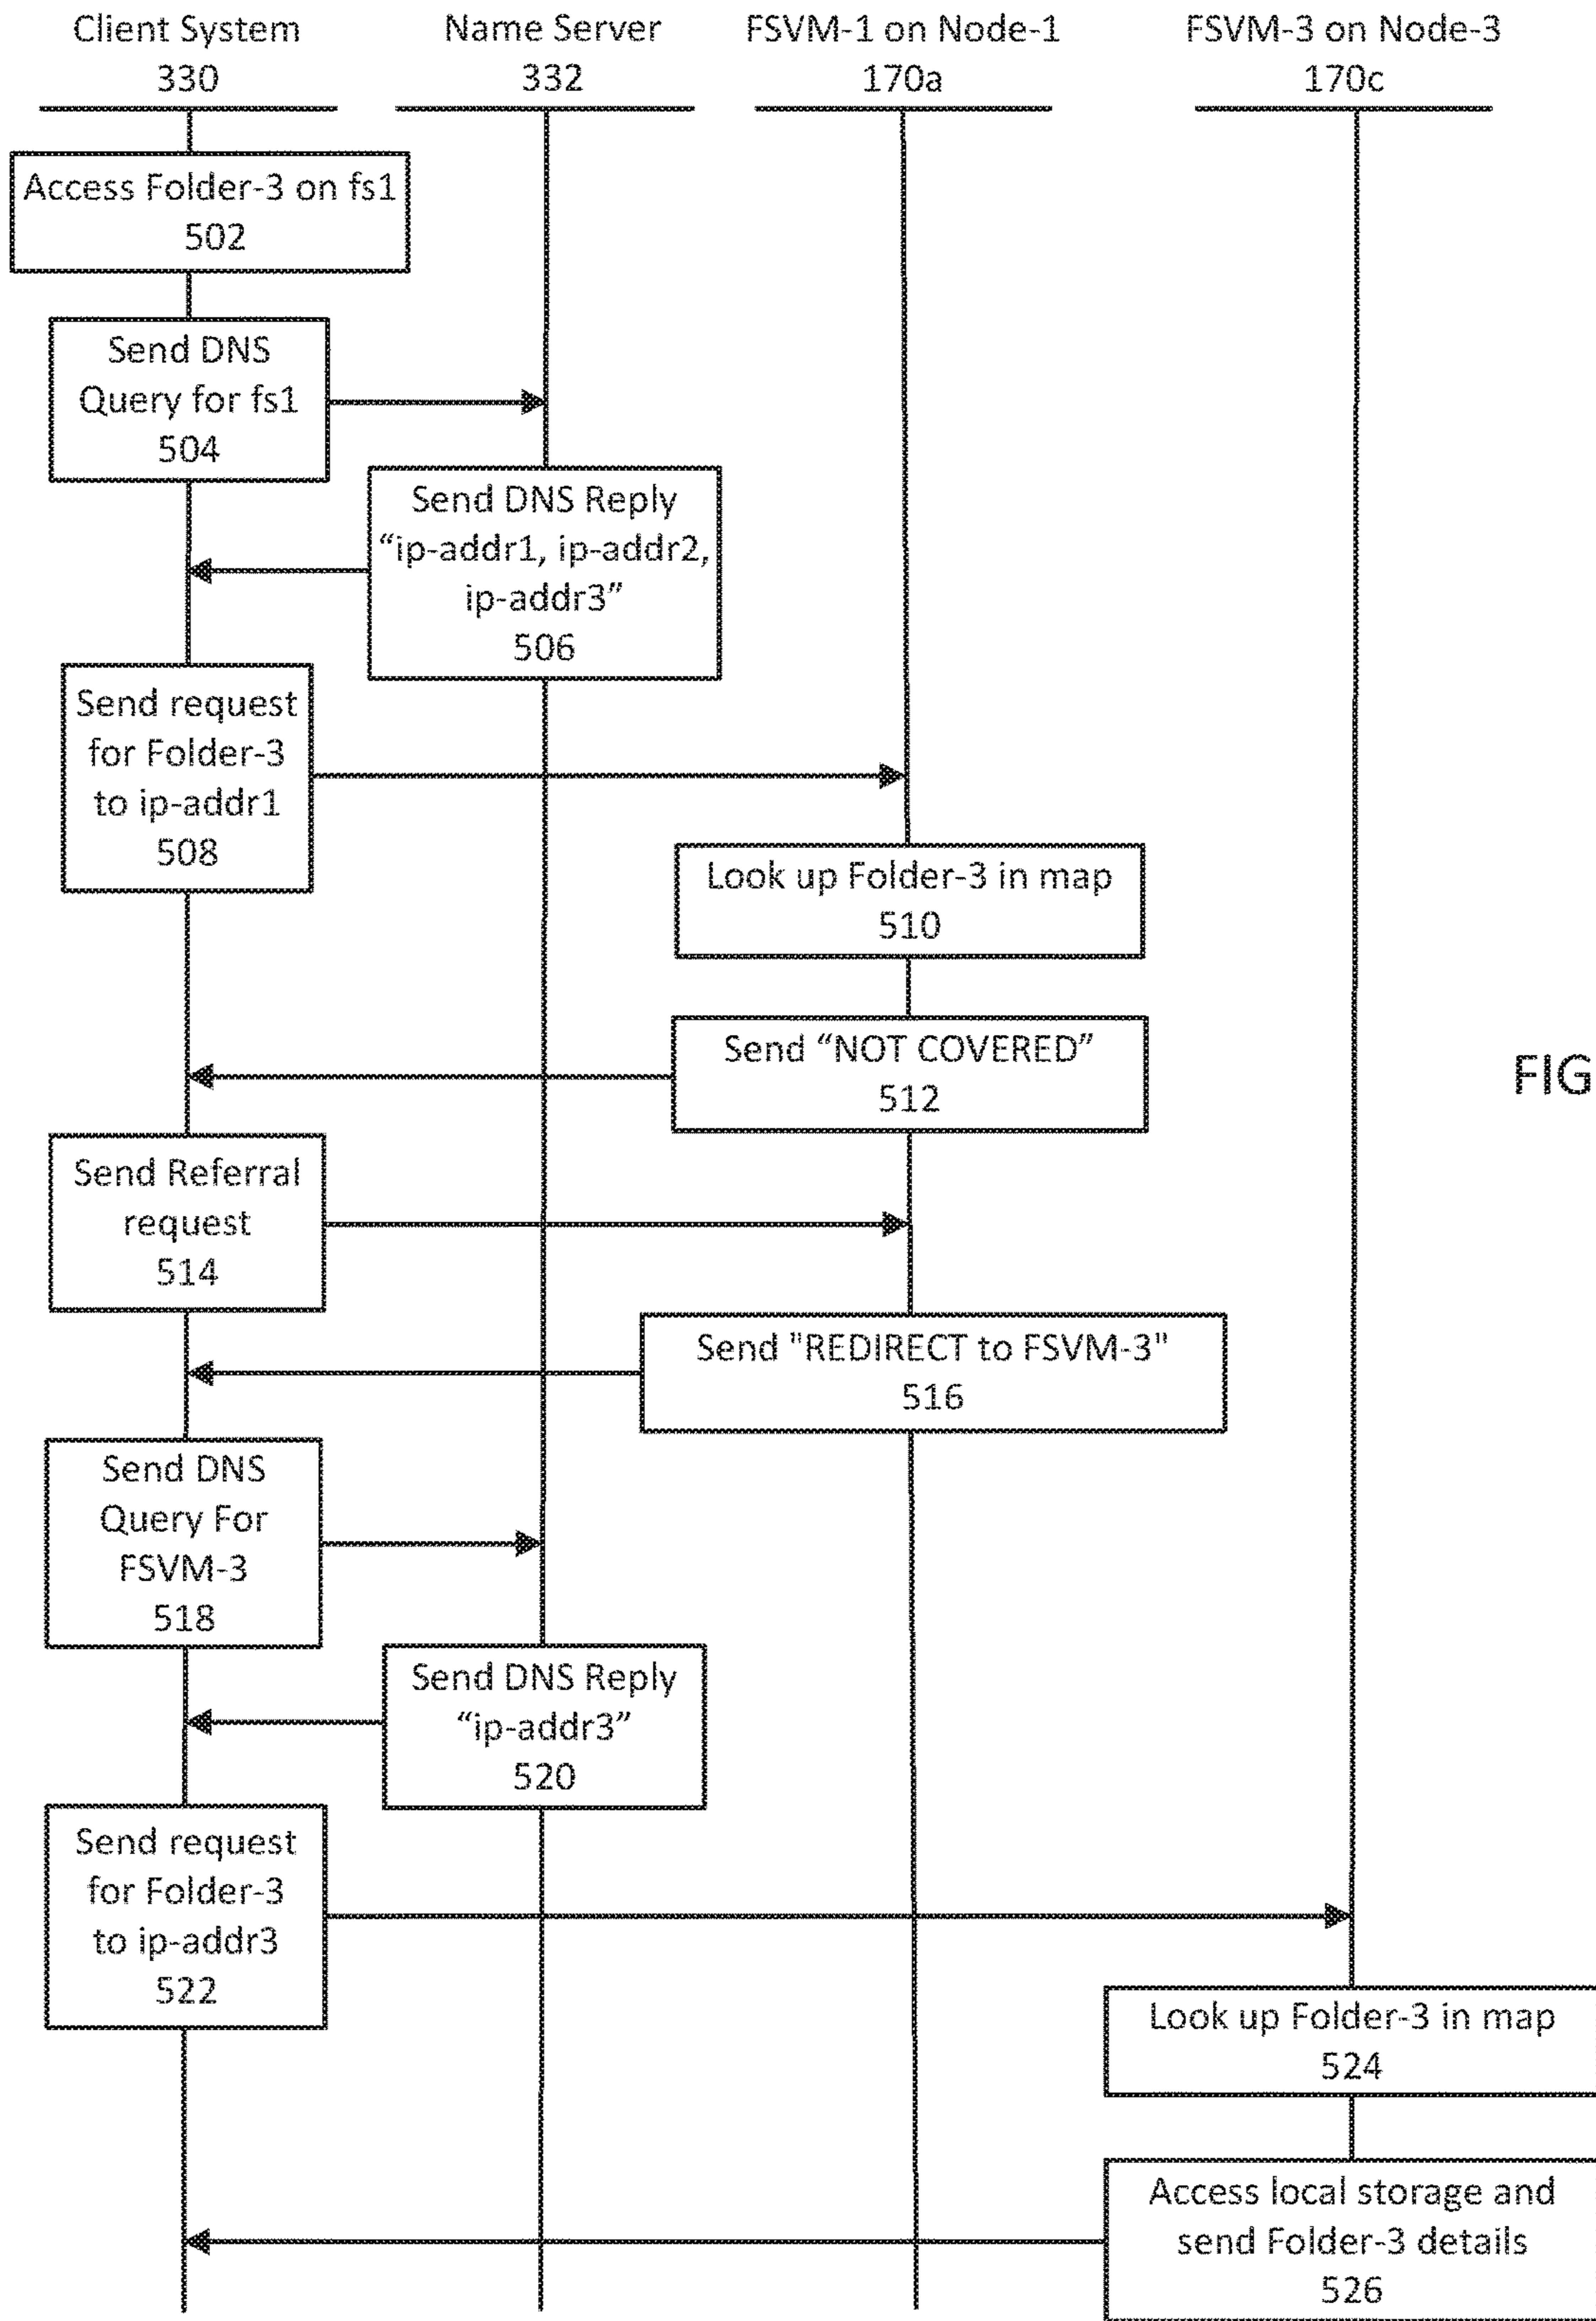 Client System
330
Name Server
332
FSVM-1 on Node-1
170a
FSVM-3 on Node-3
170c
Access Folder-3 on fs1
502
Send DNS
Query for fs1
504
Send DNS Reply
“ip-addr1, ip-addr2,
ip-addr3”
506
Send request
for Folder-3
to ip-addr1
508
Look up Folder-3 in map
510
Send “NOT COVERED”
512
FIG
Send Referral
request
514
Send "REDIRECT to FSVM-3"
516
Send DNS
Query For
FSVM-3
518
Send DNS Reply
“ip-addr3”
520
Send request
for Folder-3
to ip-addr3
522
Look up Folder-3 in map
524
Access local storage and
send Folder-3 details
526